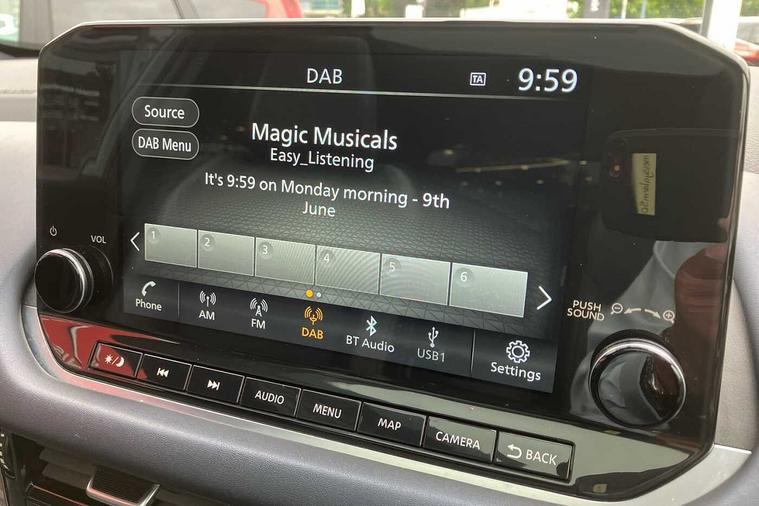 DAB
TA
9:59
Source
DAB Menu
Magic Musicals
Easy_Listening
It's 9:59 on Monday morning - 9th
June
1
2
3
4
5
6
VOL
PUSH
SOUND
Phone
AM
FM
DAB
BT Audio
USB1
Settings
AUDIO
MENU
MAP
CAMERA
BACK